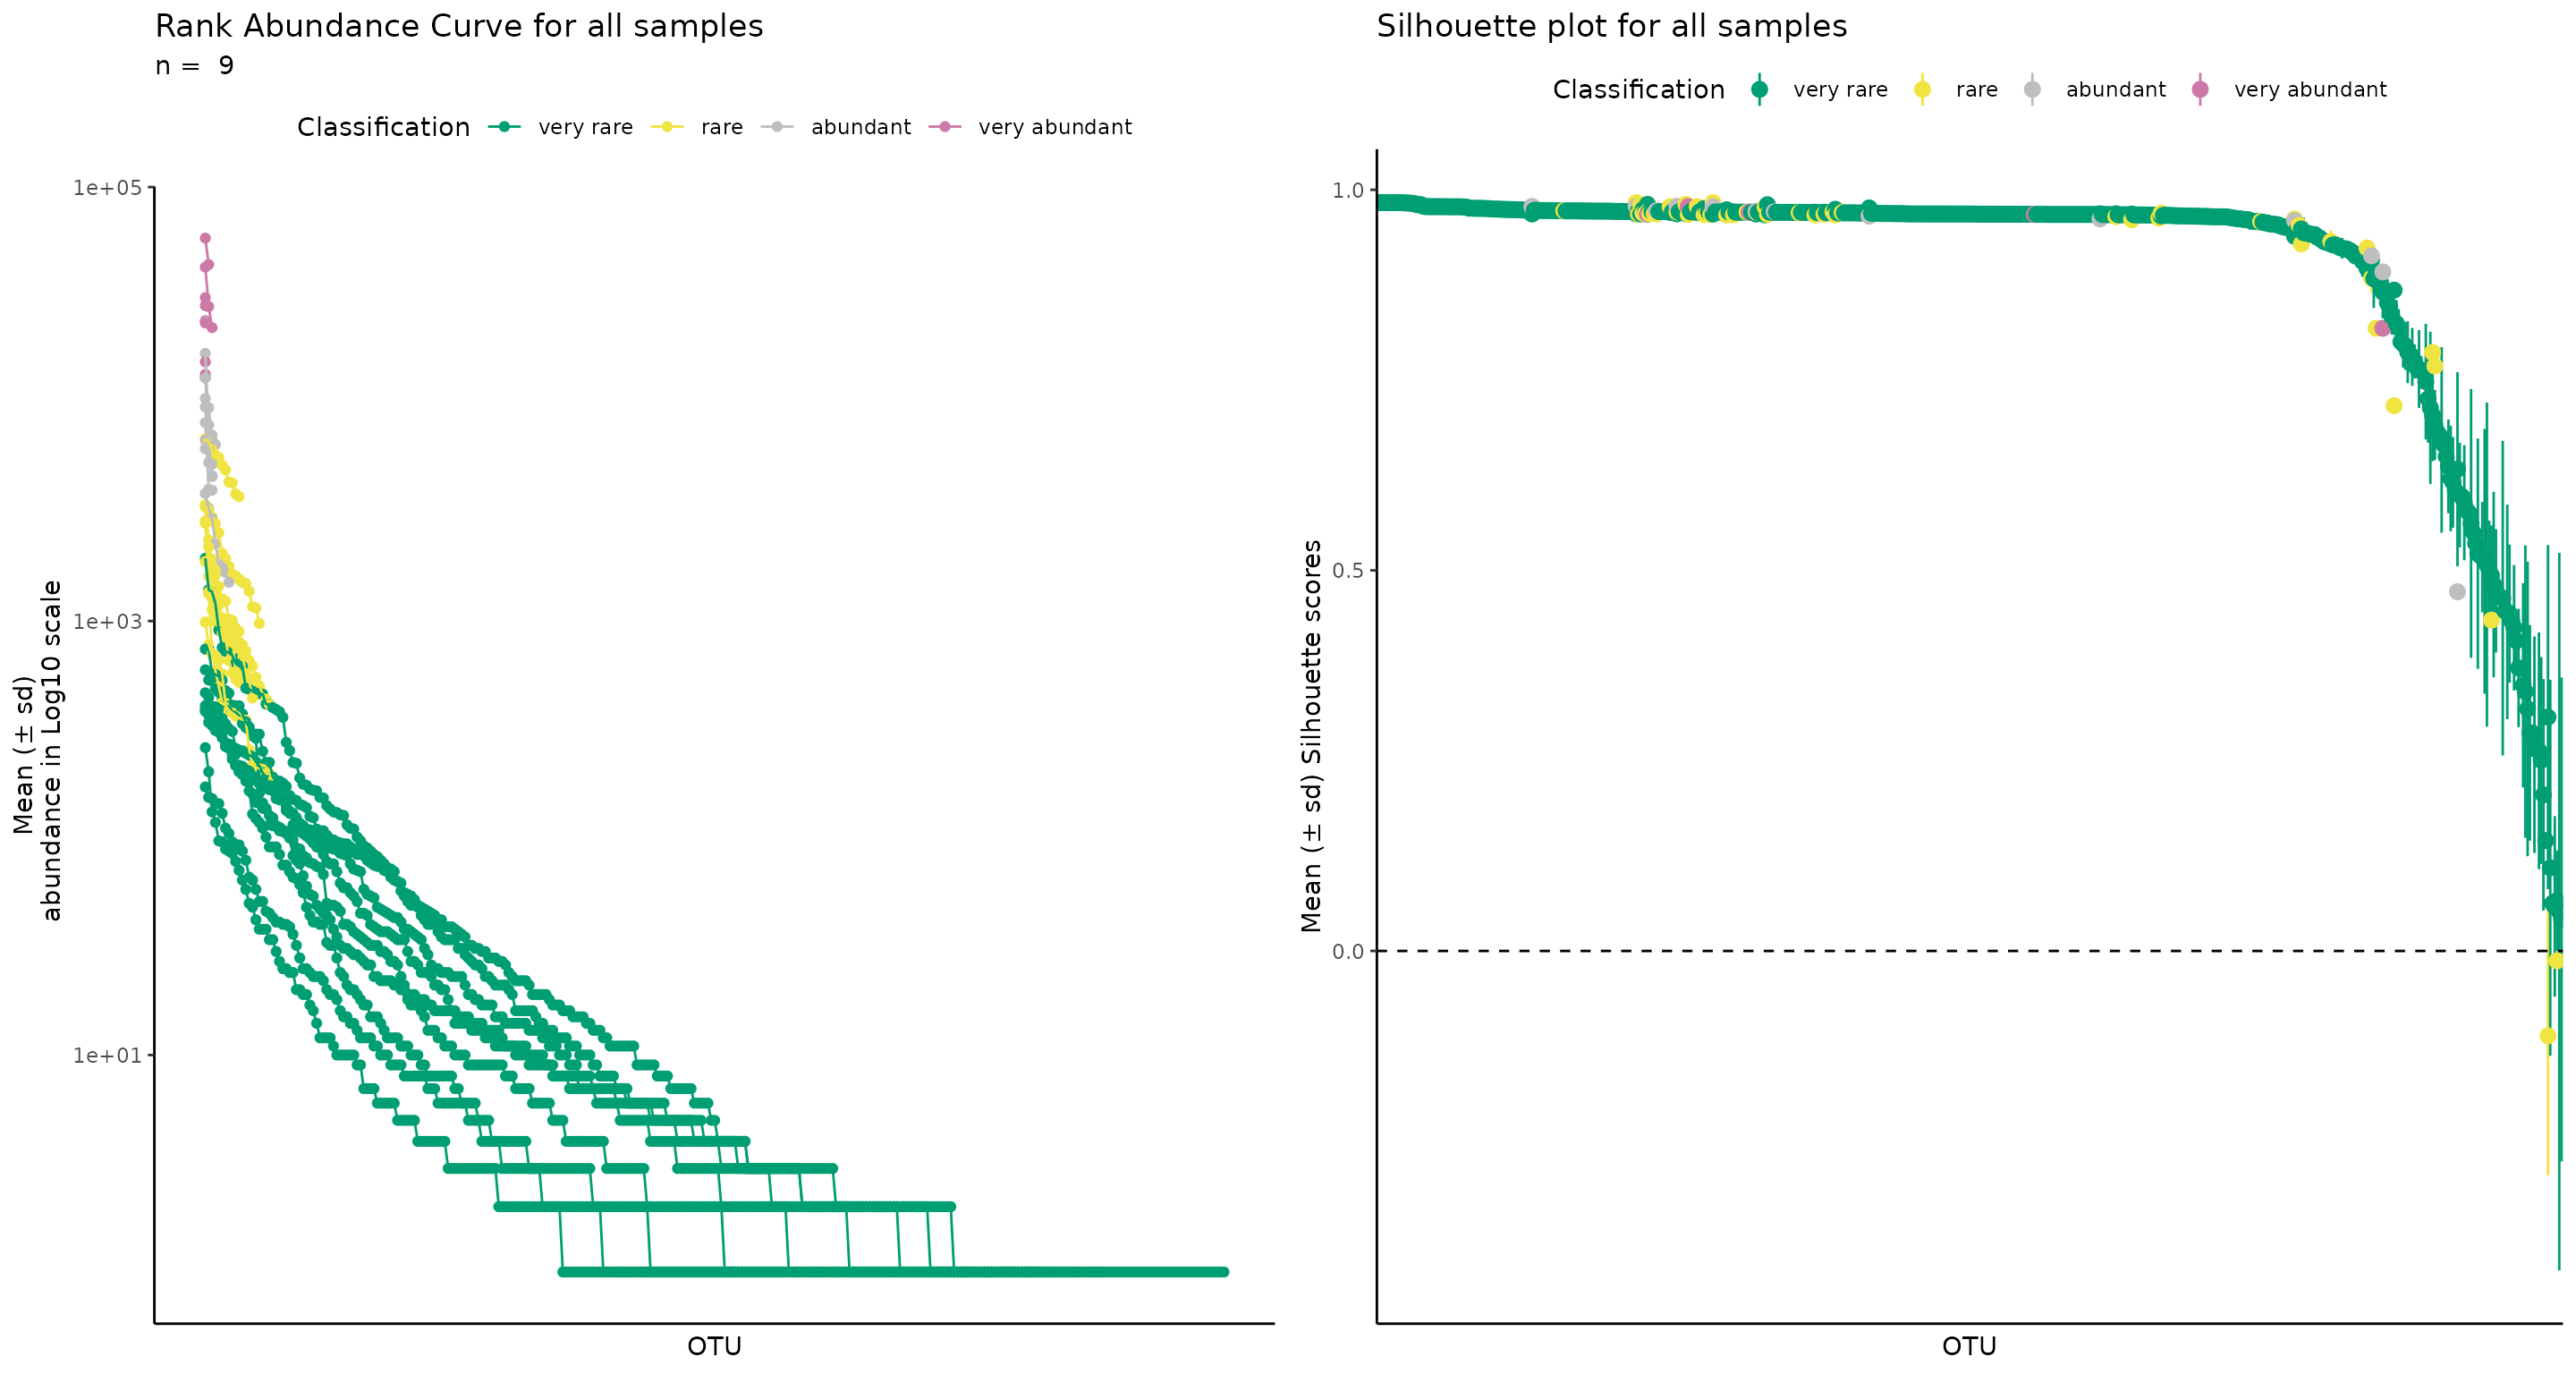 Rank Abundance Curve for all samples
n =  9
Classification very rare rare abundant very abundant
1e+05
1e+03
1e+01
Mean (± sd)
abundance in Log10 scale
OTU
Silhouette plot for all samples
Classification very rare rare abundant very abundant
1.0
0.5
0.0
Mean (± sd) Silhouette scores
OTU